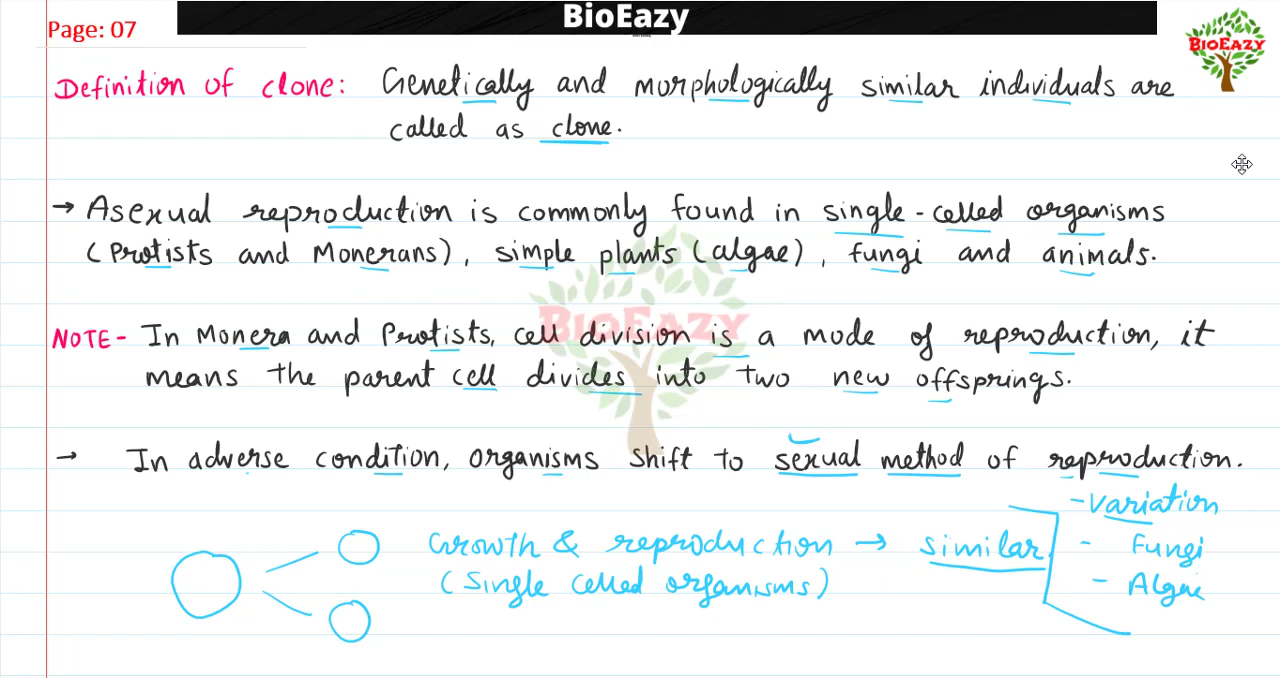 BioEazy
Page: 07
BIOEAZY
Definition of clone: Genetically and morphologically similar individuals are
called as clone.
→ Asexual reproduction is commonly found in single-celled organisms
(Protists and Monerans), simple plants (algae), fungi and animals.
BIOEAZY
NOTE- In Monera and Protists, cell division is a mode of reproduction, it
means the parent cell divides into two new offsprings.
→ In adverse condition, organisms shift to sexual method of reproduction.
- Variation
Growth & reproduction → similar
- Fungi
(Single celled organisms)
- Algae